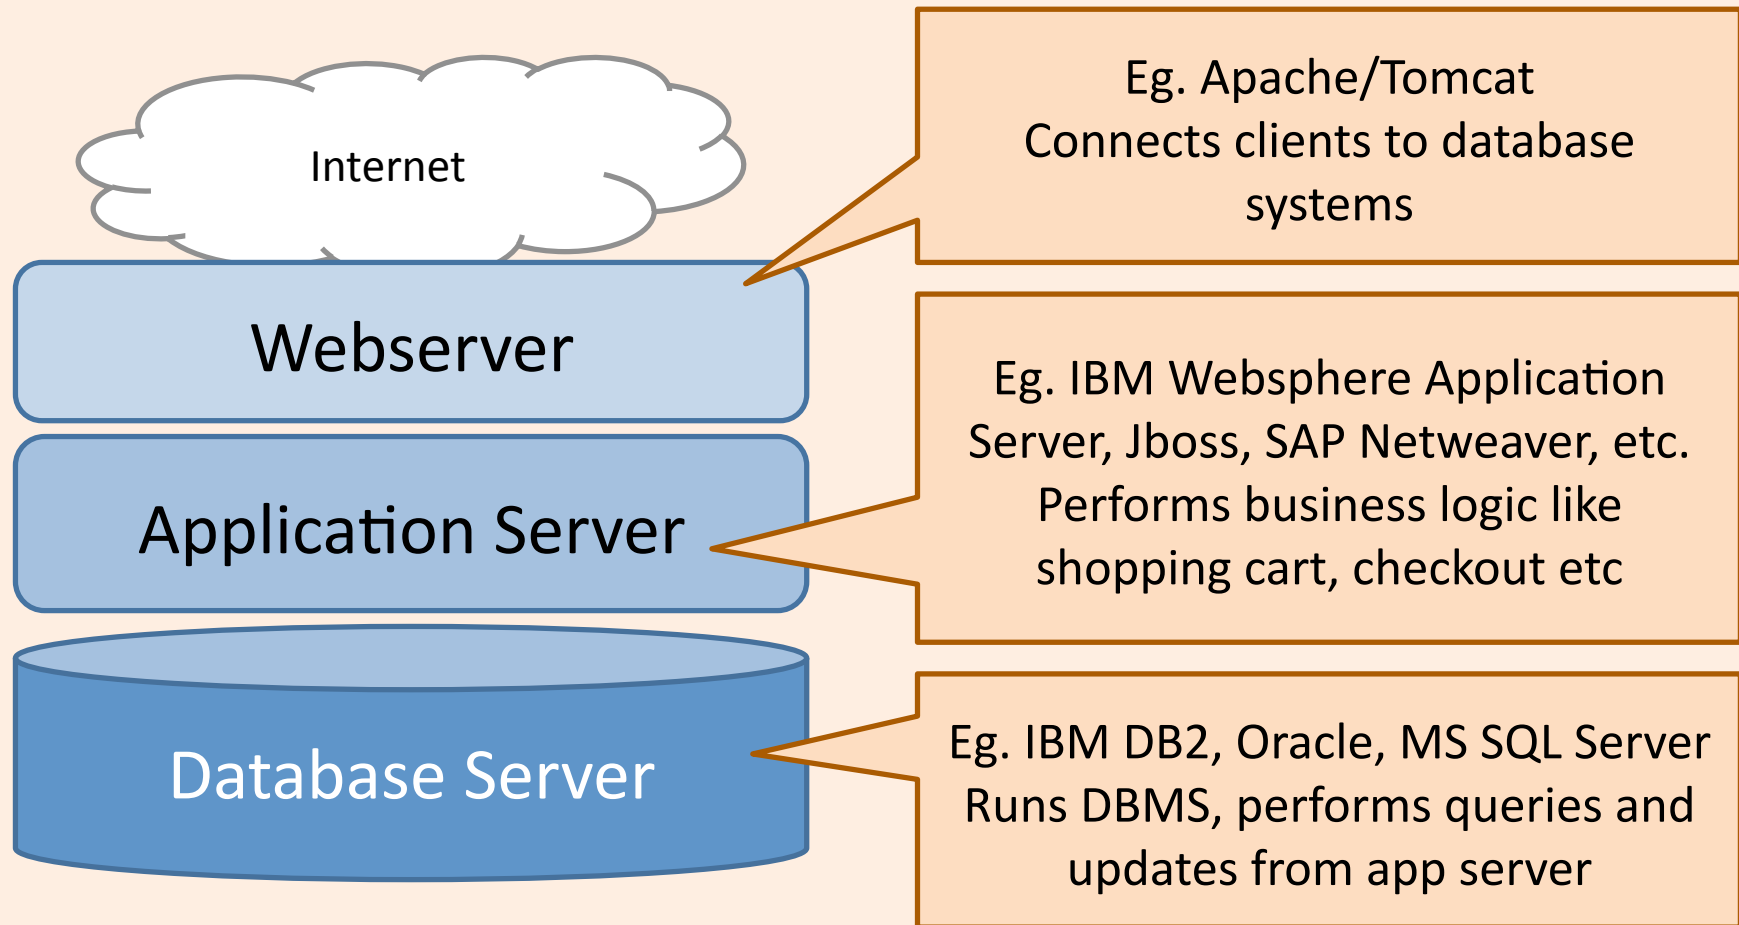 Internet
Webserver
Application Server
Database Server
Eg. Apache/Tomcat
Connects clients to database
systems
Eg. IBM Websphere Application
Server, Jboss, SAP Netweaver, etc.
Performs business logic like
shopping cart, checkout etc
Eg. IBM DB2, Oracle, MS SQL Server
Runs DBMS, performs queries and
updates from app server